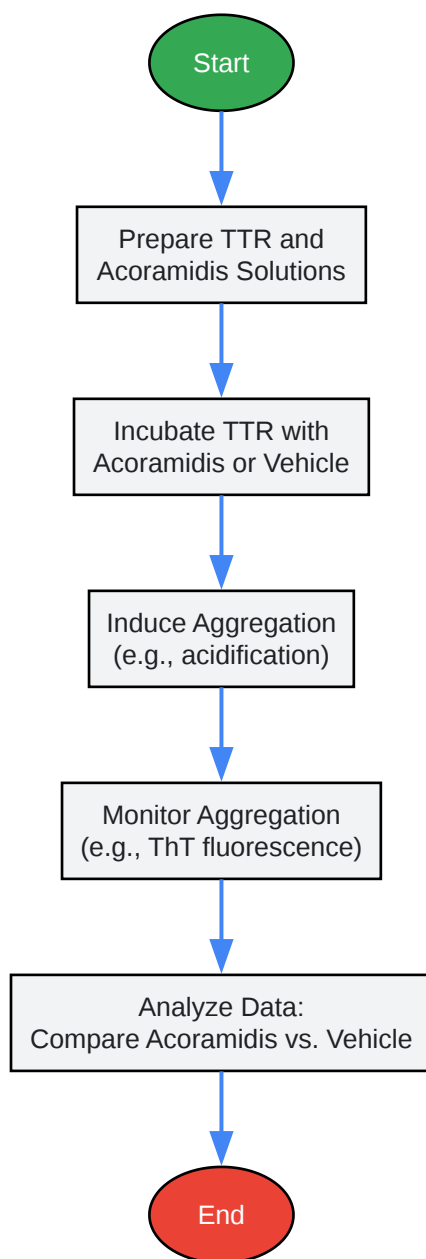 Start
Prepare TTR and
Acoramidis Solutions
Incubate TTR with
Acoramidis or Vehicle
Induce Aggregation
(e.g., acidification)
Monitor Aggregation
(e.g., ThT fluorescence)
Analyze Data:
Compare Acoramidis vs. Vehicle
End